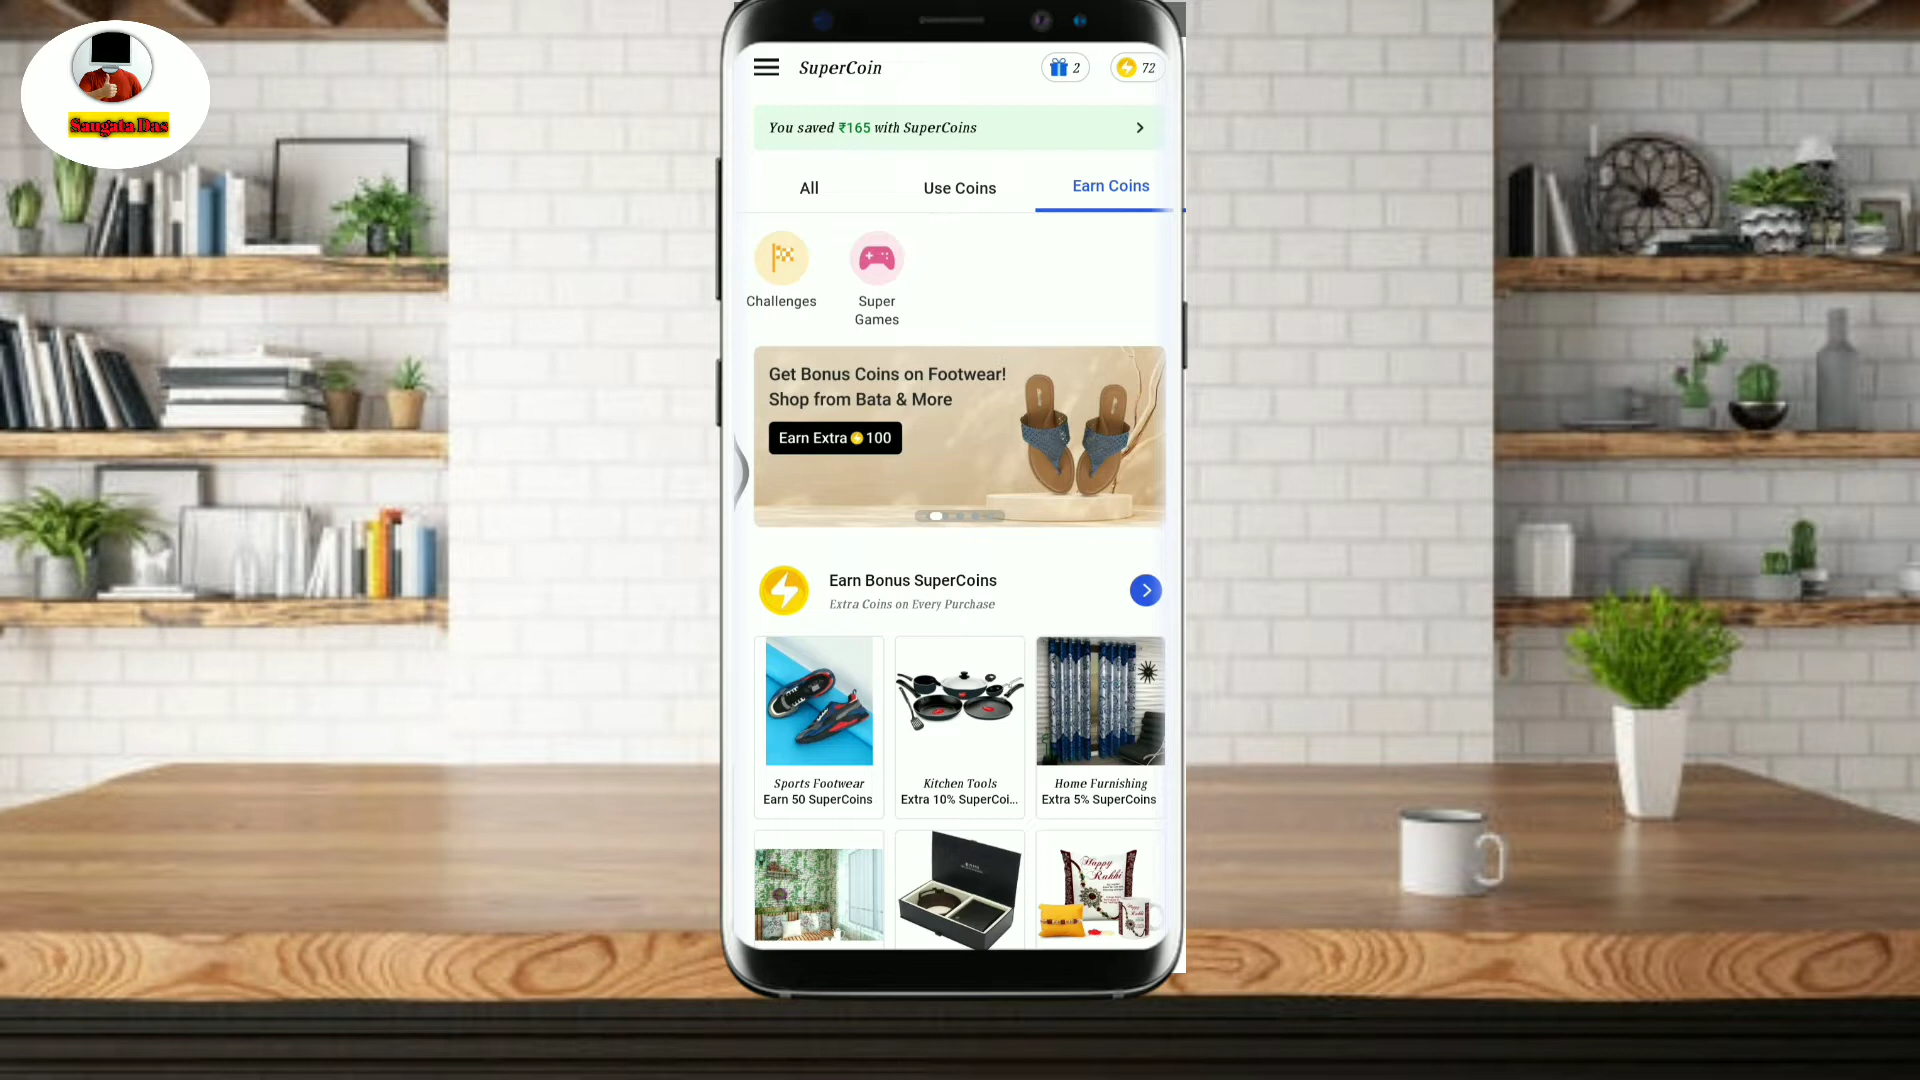 Saugata Das
SuperCoin
2
72
You saved ₹165 with SuperCoins
All
Use Coins
Earn Coins
Challenges
Super
Games
Get Bonus Coins on Footwear!
Shop from Bata & More
Earn Extra 100
Earn Bonus SuperCoins
Extra Coins on Every Purchase
Sports Footwear
Earn 50 SuperCoins
Kitchen Tools
Extra 10% SuperCoi...
Home Furnishing
Extra 5% SuperCoins
Happy
Rakhi